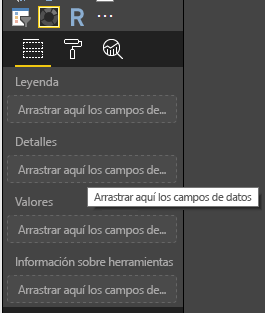 R ...
Leyenda
Arrastrar aquí los campos de...
Detalles
Arrastrar aquí los campos de...
Arrastrar aquí los campos de datos
Valores
Arrastrar aquí los campos de...
Información sobre herramientas
Arrastrar aquí los campos de...